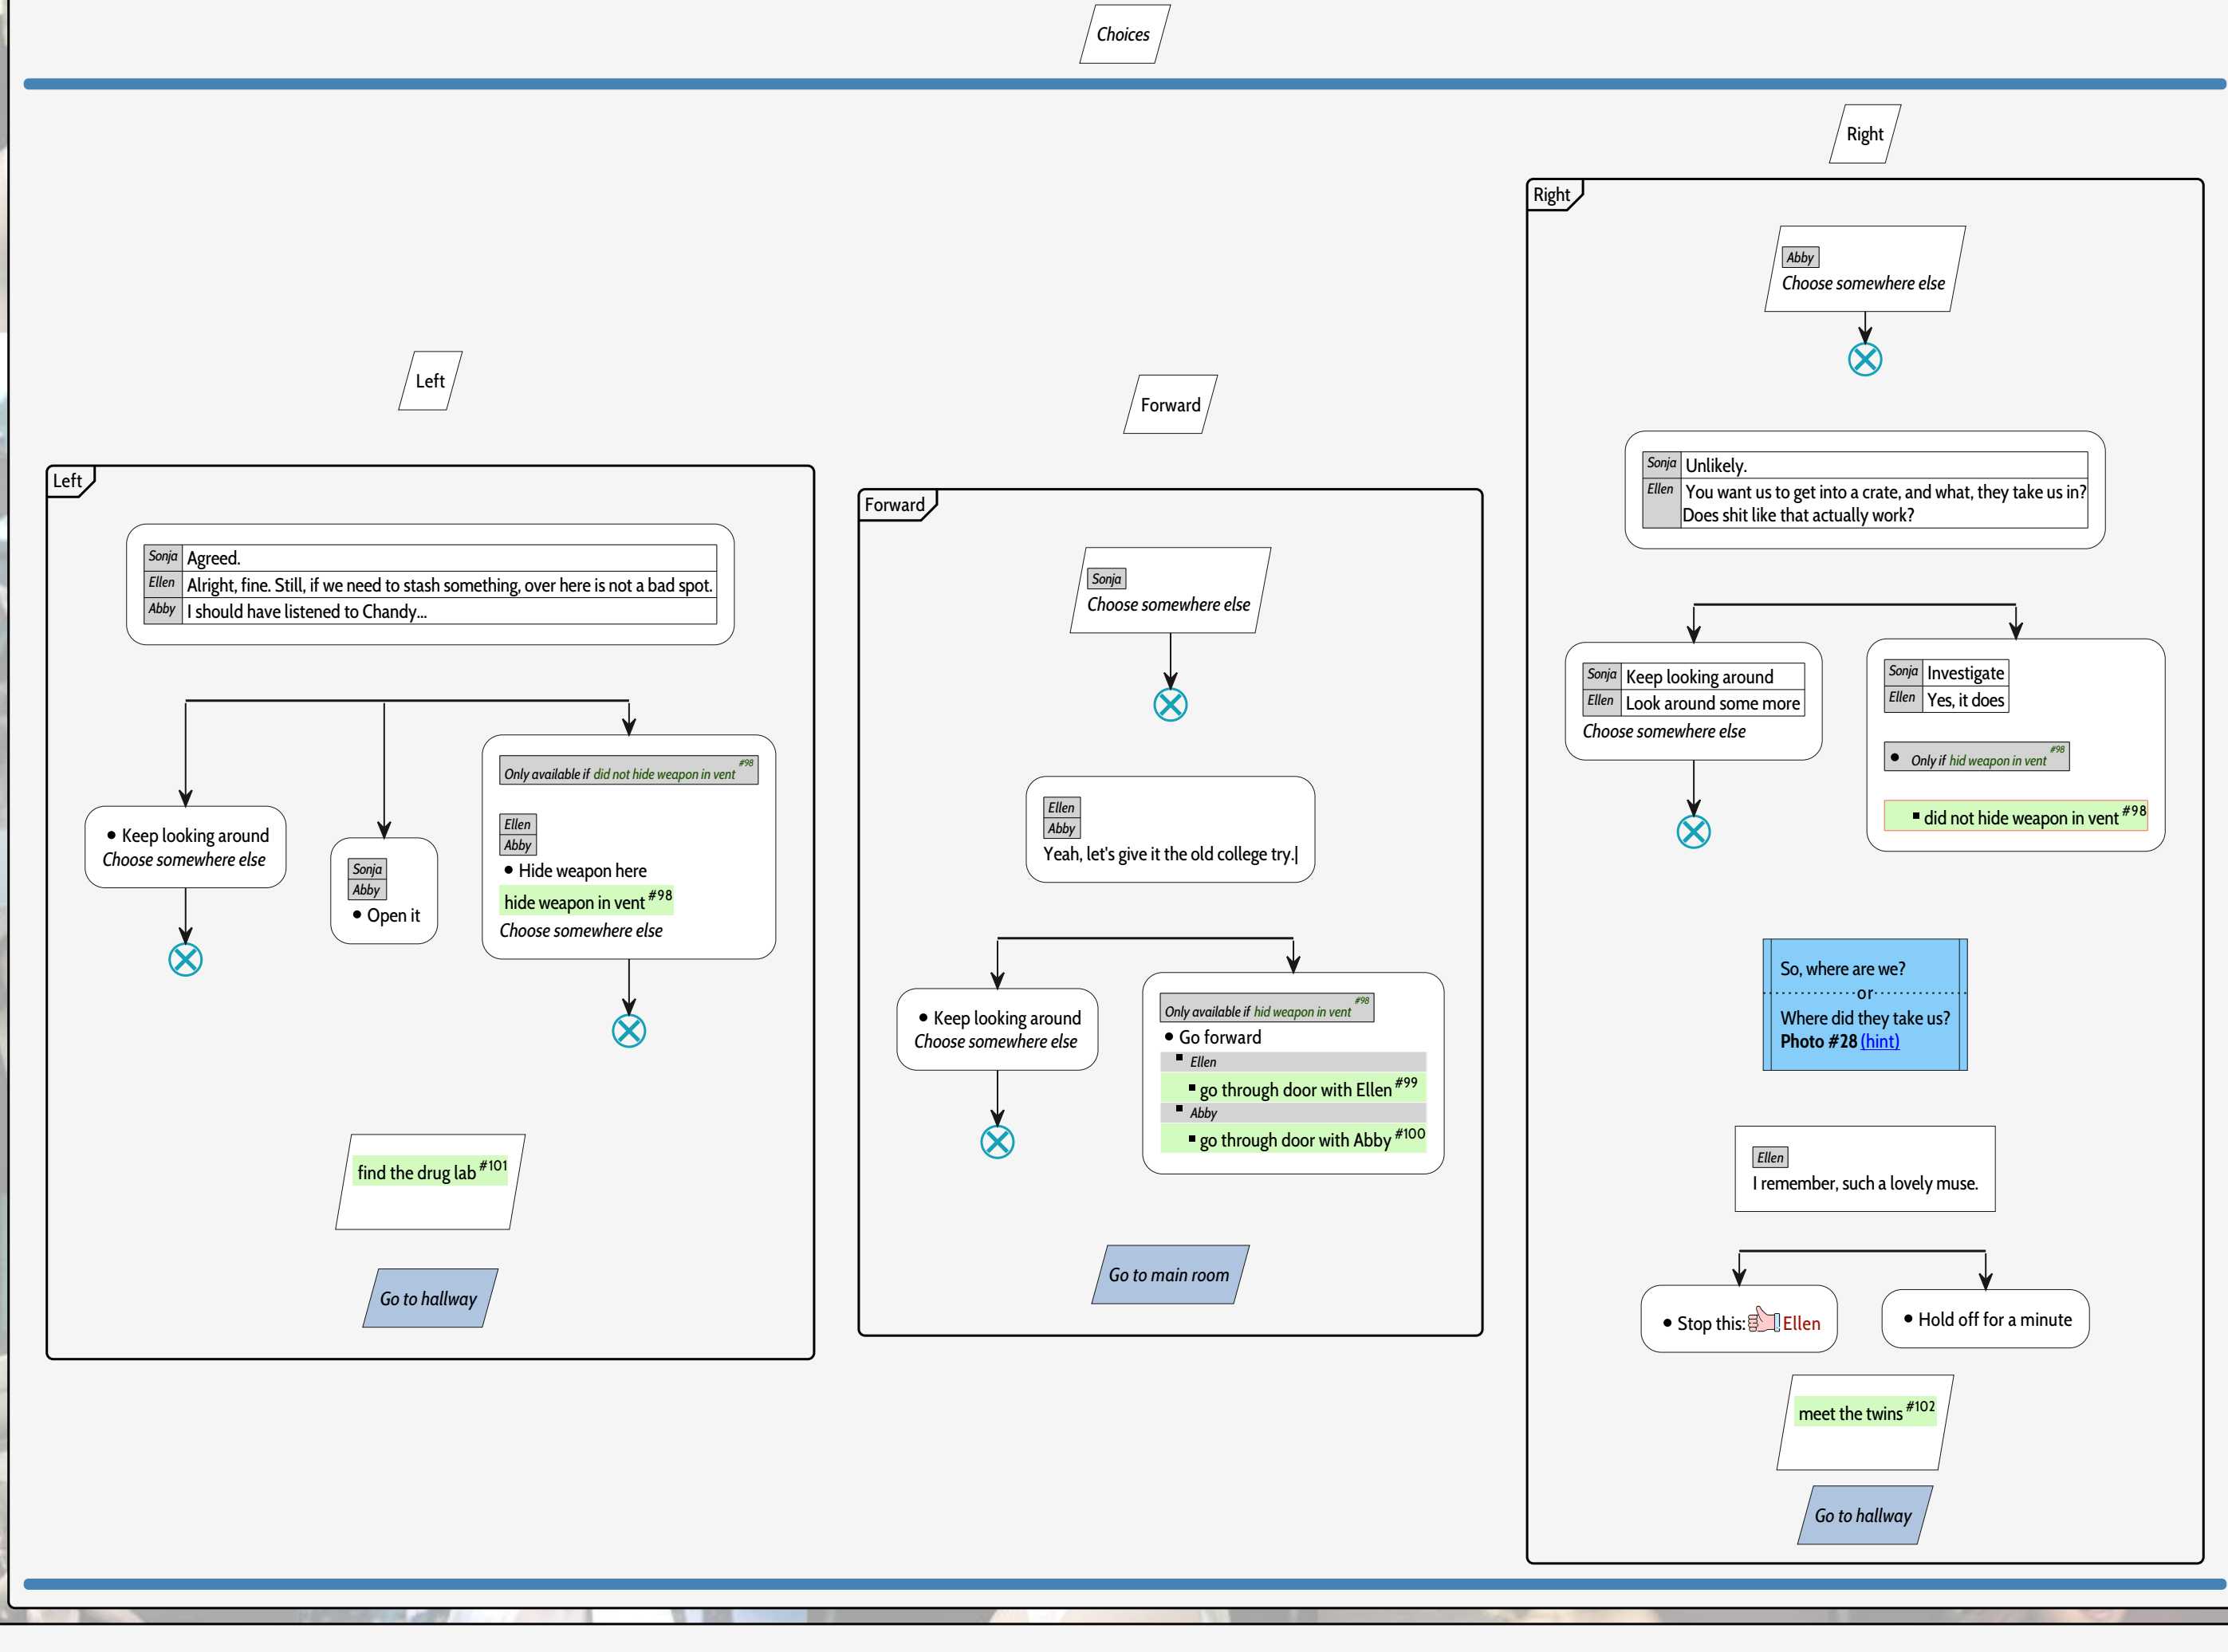 Choices
Left
Left
Sonja Agreed.
Ellen Alright, fine. Still, if we need to stash something, over here is not a bad spot.
Abby I should have listened to Chandy...
• Keep looking around
Choose somewhere else
Sonja
Abby
• Open it
Only available if did not hide weapon in vent #98
Ellen
Abby
• Hide weapon here
hide weapon in vent #98
Choose somewhere else
find the drug lab #101
Go to hallway
Forward
Forward
Sonja
Choose somewhere else
Ellen
Abby
Yeah, let's give it the old college try.|
• Keep looking around
Choose somewhere else
Only available if hid weapon in vent #98
• Go forward
▪ Ellen
▪ go through door with Ellen #99
▪ Abby
▪ go through door with Abby #100
Go to main room
Right
Right
Abby
Choose somewhere else
Sonja Unlikely.
Ellen You want us to get into a crate, and what, they take us in?
Does shit like that actually work?
Sonja Keep looking around
Ellen Look around some more
Choose somewhere else
Sonja Investigate
Ellen Yes, it does
• Only if hid weapon in vent #98
▪ did not hide weapon in vent #98
So, where are we?
or
Where did they take us?
Photo #28 (hint)
Ellen
I remember, such a lovely muse.
• Stop this: Ellen
• Hold off for a minute
meet the twins #102
Go to hallway